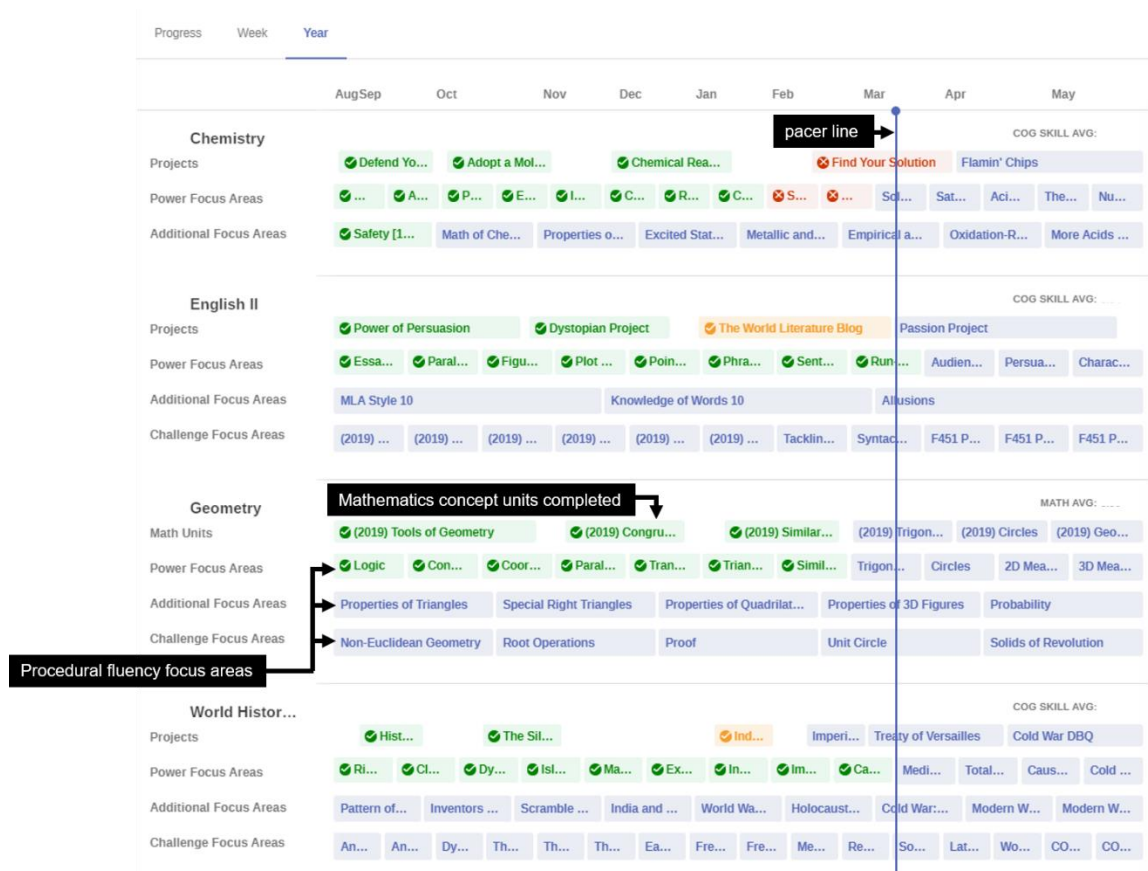 Progress Week Year
AugSep Oct Nov Dec Jan Feb Mar Apr May
pacer line
Chemistry COG SKILL AVG:
Projects Defend Yo... Adopt a Mol... Chemical Rea... Find Your Solution Flamin' Chips
Power Focus Areas ... A... P... E... I... C... R... C... S... ... Sol... Sat... Aci... The... Nu...
Additional Focus Areas Safety [1... Math of Che... Properties o... Excited Stat... Metallic and... Empirical a... Oxidation-R... More Acids ...
English II COG SKILL AVG:
Projects Power of Persuasion Dystopian Project The World Literature Blog Passion Project
Power Focus Areas Essa... Paral... Figu... Plot ... Poin... Phra... Sent... Run-... Audien... Persua... Charac...
Additional Focus Areas MLA Style 10 Knowledge of Words 10 Allusions
Challenge Focus Areas (2019) ... (2019) ... (2019) ... (2019) ... (2019) ... (2019) ... Tacklin... Syntac... F451 P... F451 P... F451 P...
Mathematics concept units completed
Geometry MATH AVG:
Math Units (2019) Tools of Geometry (2019) Congru... (2019) Similar... (2019) Trigon... (2019) Circles (2019) Geo...
Power Focus Areas Logic Con... Coor... Paral... Tran... Trian... Simil... Trigon... Circles 2D Mea... 3D Mea...
Additional Focus Areas Properties of Triangles Special Right Triangles Properties of Quadrilat... Properties of 3D Figures Probability
Challenge Focus Areas Non-Euclidean Geometry Root Operations Proof Unit Circle Solids of Revolution
Procedural fluency focus areas
World Histor... COG SKILL AVG:
Projects Hist... The Sil... Ind... Imperi... Treaty of Versailles Cold War DBQ
Power Focus Areas Ri... Cl... Dy... Isl... Ma... Ex... In... Im... Ca... Medi... Total... Caus... Cold ...
Additional Focus Areas Pattern of... Inventors ... Scramble ... India and ... World Wa... Holocaust... Cold War:... Modern W... Modern W...
Challenge Focus Areas An... An... Dy... Th... Th... Th... Ea... Fre... Fre... Me... Re... So... Lat... Wo... CO... CO...